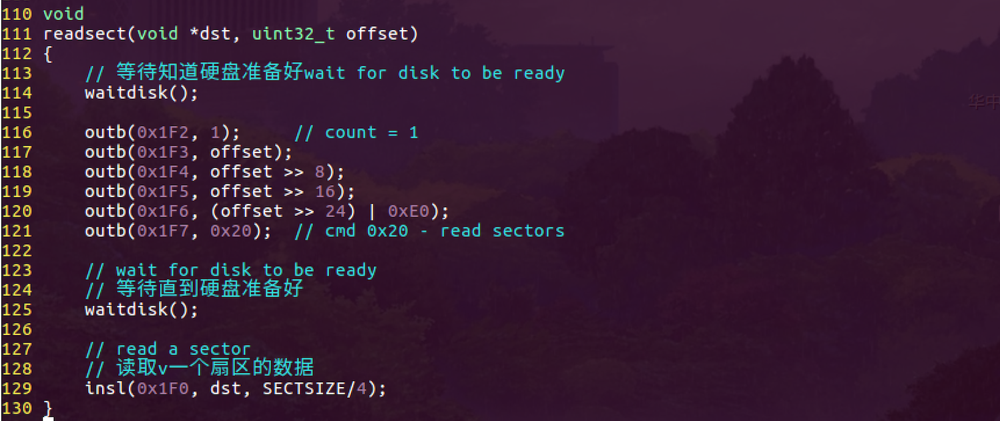 110 void
111 readsect(void *dst, uint32_t offset)
112 {
113     // 等待知道硬盘准备好wait for disk to be ready
114     waitdisk();
115
116     outb(0x1F2, 1);     // count = 1
117     outb(0x1F3, offset);
118     outb(0x1F4, offset >> 8);
119     outb(0x1F5, offset >> 16);
120     outb(0x1F6, (offset >> 24) | 0xE0);
121     outb(0x1F7, 0x20);  // cmd 0x20 - read sectors
122
123     // wait for disk to be ready
124     // 等待直到硬盘准备好
125     waitdisk();
126
127     // read a sector
128     // 读取v一个扇区的数据
129     insl(0x1F0, dst, SECTSIZE/4);
130 }
华中